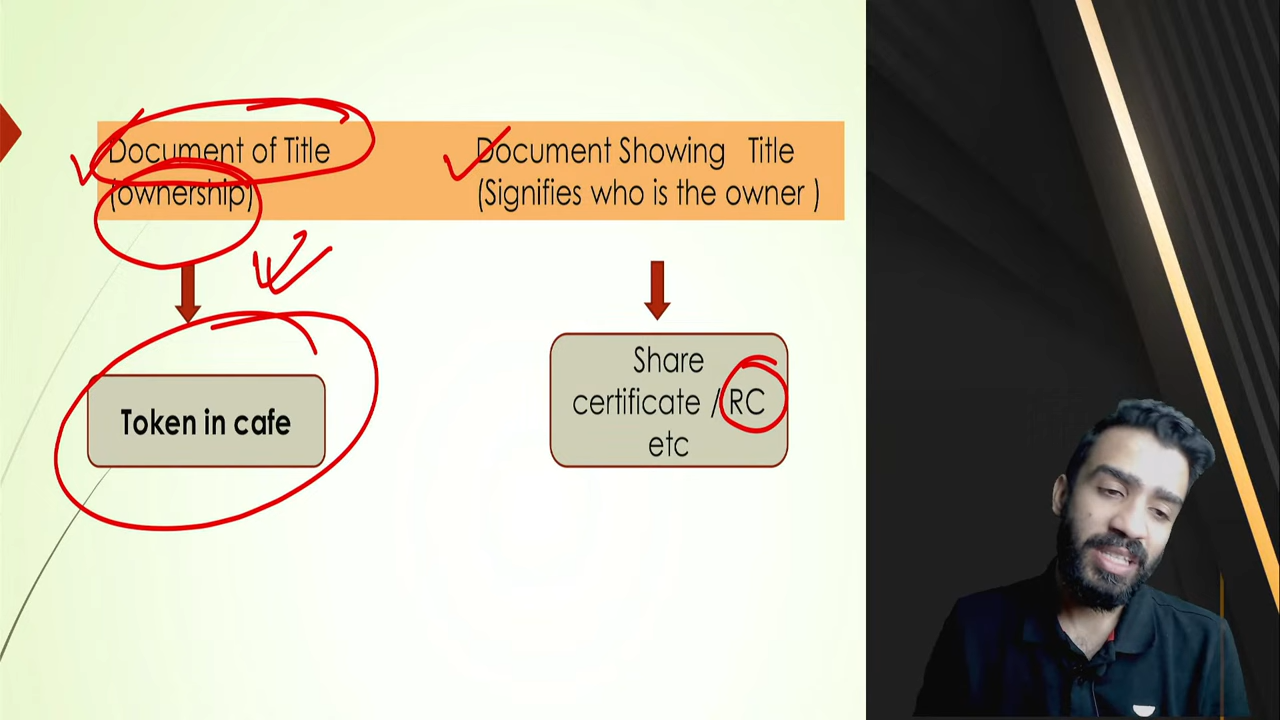 Document of Title
(ownership)
Document Showing Title
(Signifies who is the owner )
Token in cafe
Share
certificate / RC
etc